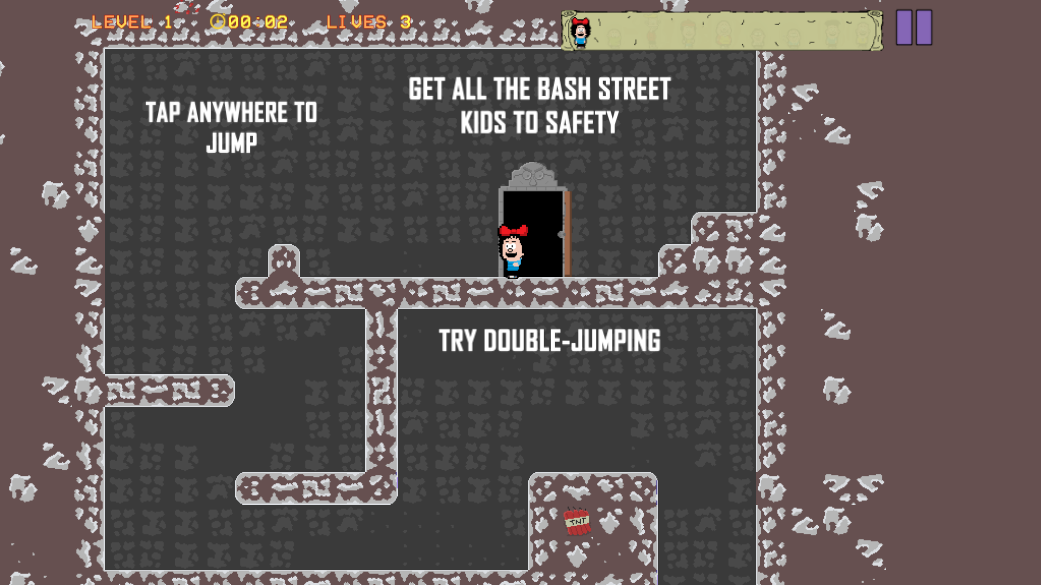 LEVEL 1 00:02 LIVES 3
GET ALL THE BASH STREET
KIDS TO SAFETY
TAP ANYWHERE TO
JUMP
TRY DOUBLE-JUMPING
TNT